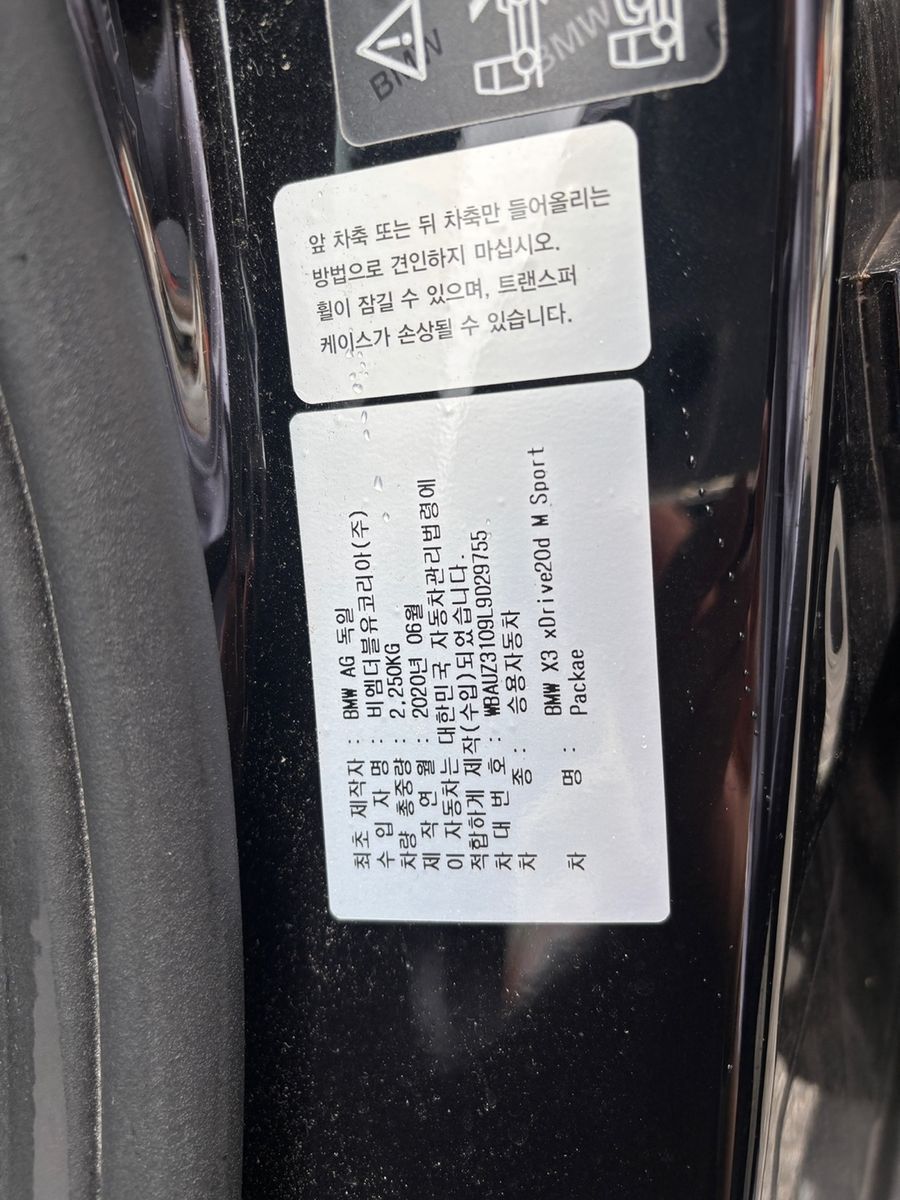 BMW
BMW
앞 차축 또는 뒤 차축만 들어올리는
방법으로 견인하지 마십시오.
휠이 잠길 수 있으며, 트랜스퍼
케이스가 손상될 수 있습니다.
최초 제작자 : BMW AG 독일
수 입 자 명 : 비엠더블유코리아(주)
차량 총중량 : 2,250KG
제 작 연 월 : 2020년 06월
이 자동차는 대한민국 자동차관리법령에
적합하게 제작(수입)되었습니다.
차 대 번 호 : WBAUZ3109L9D29755
차 종 : 승용자동차
차 명 : BMW X3 xDrive20d M Sport
Packae